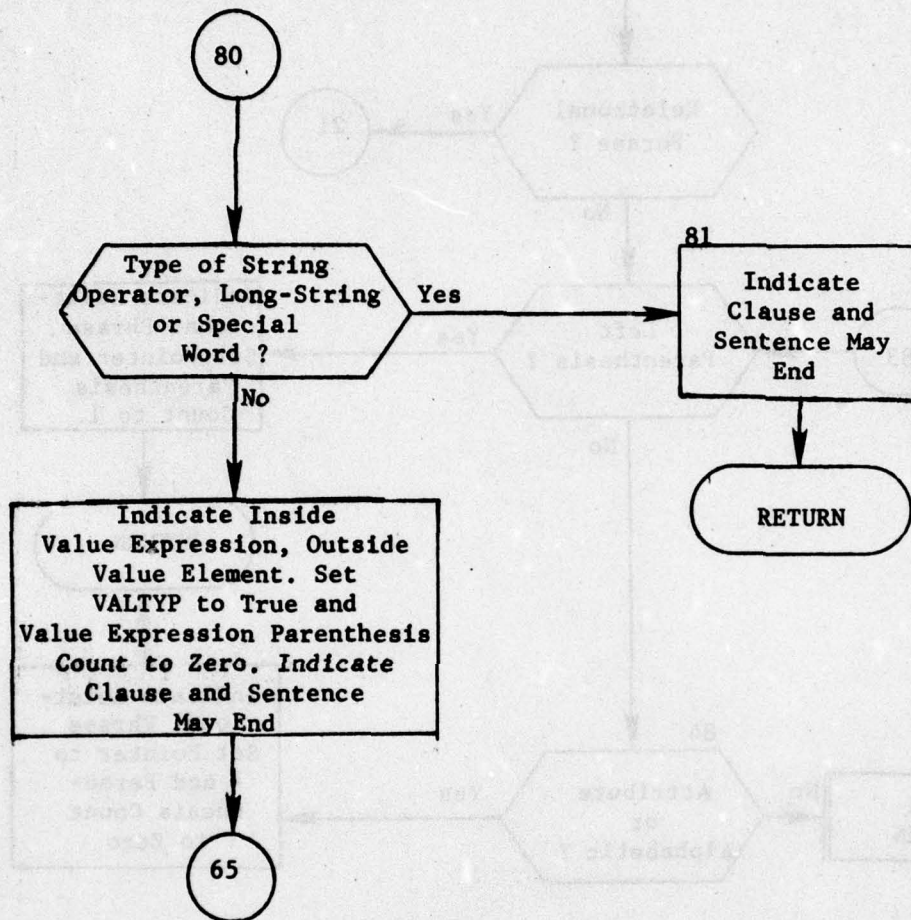 80
Type of String
Operator, Long-String
or Special
Word ?
Yes
No
81
Indicate
Clause and
Sentence May
End
RETURN
Indicate Inside
Value Expression, Outside
Value Element. Set
VALTYP to True and
Value Expression Parenthesis
Count to Zero. Indicate
Clause and Sentence
May End
65